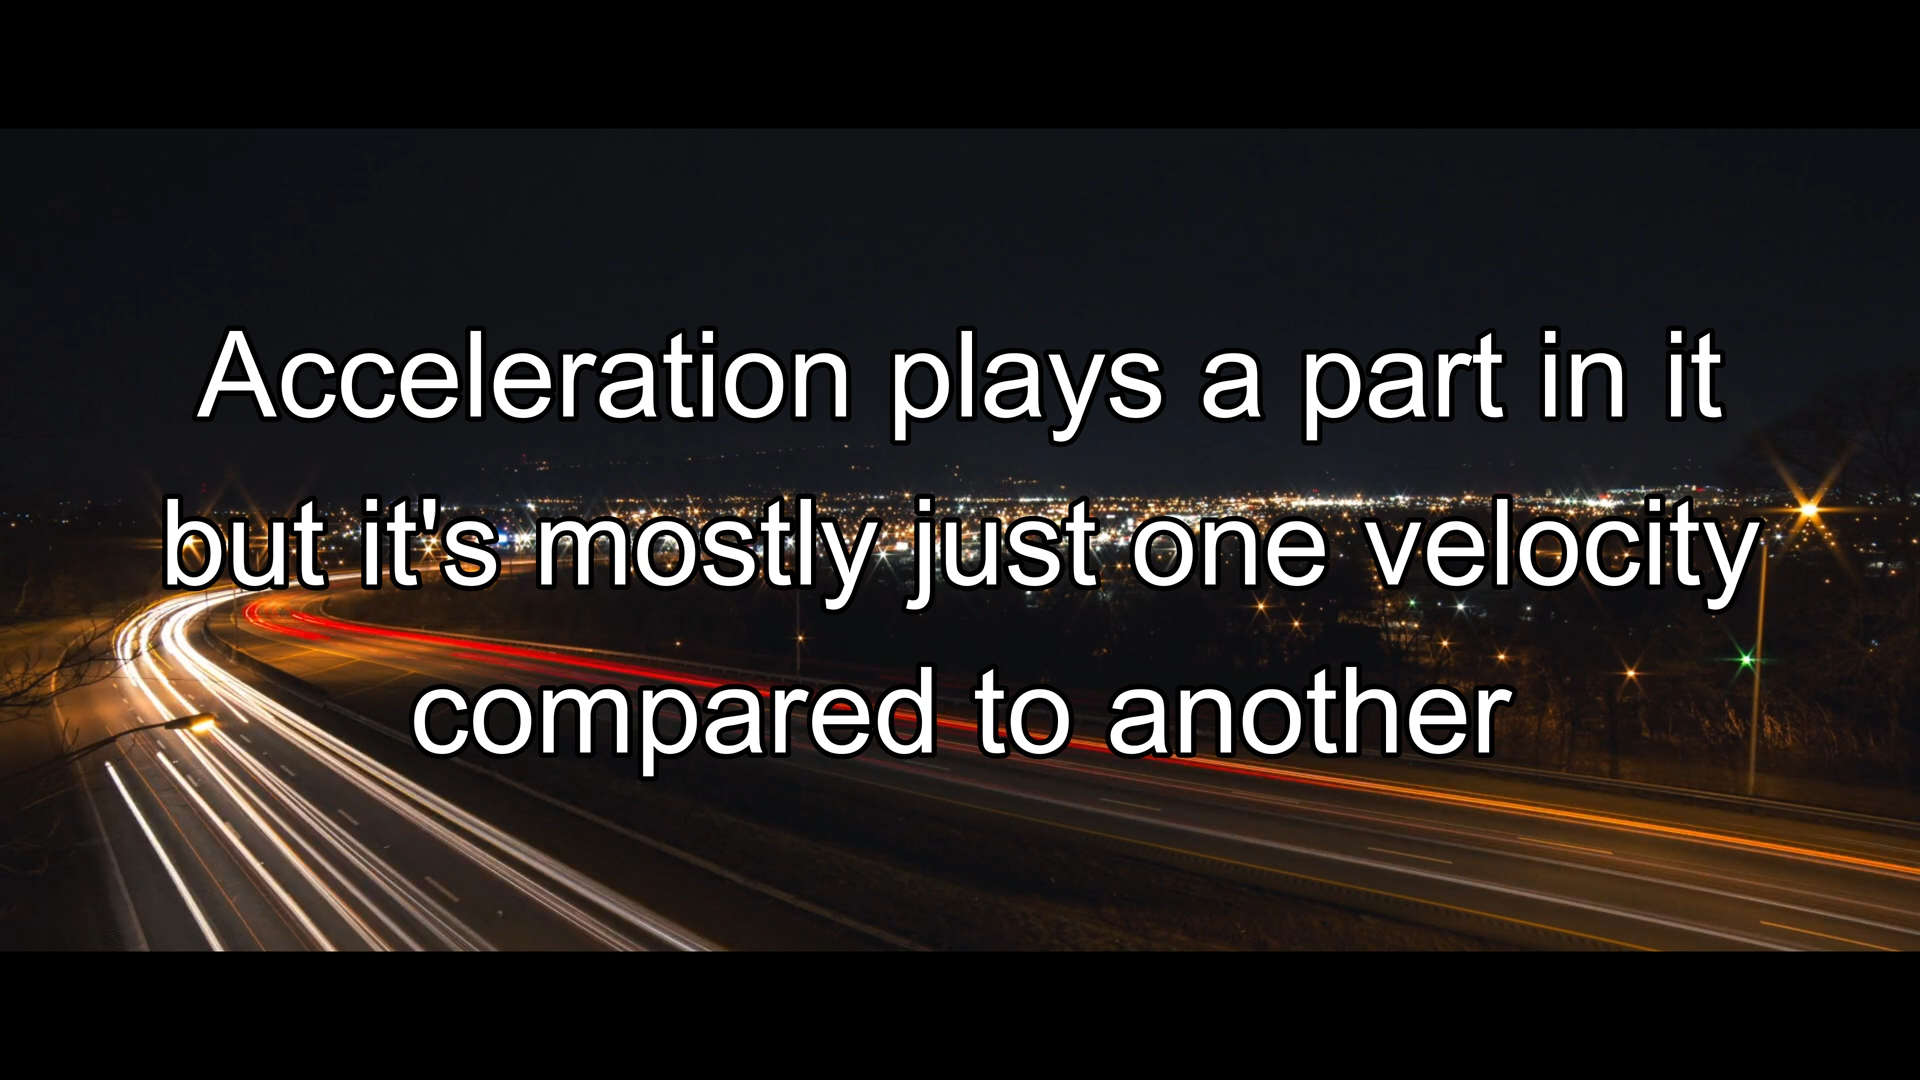 Acceleration plays a part in it
but it's mostly just one velocity
compared to another